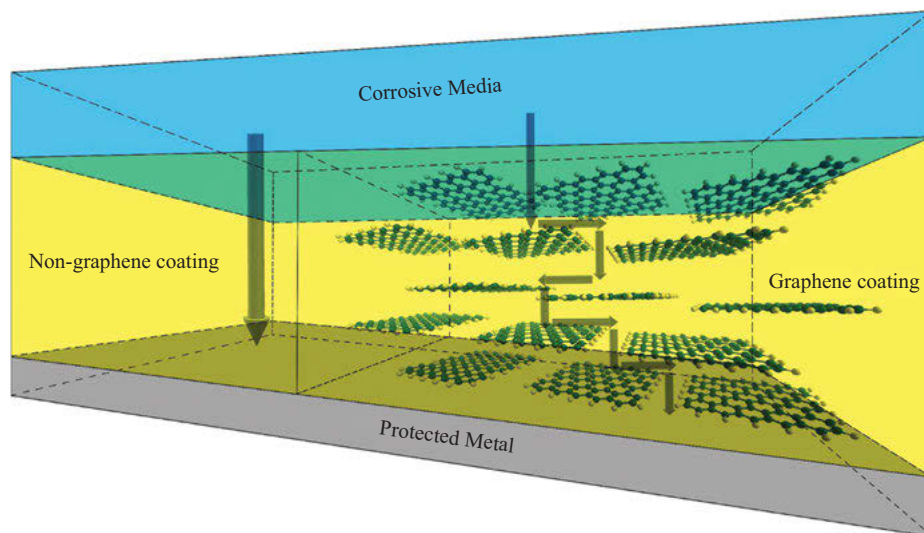 Corrosive Media
Non-graphene coating
Graphene coating
Protected Metal